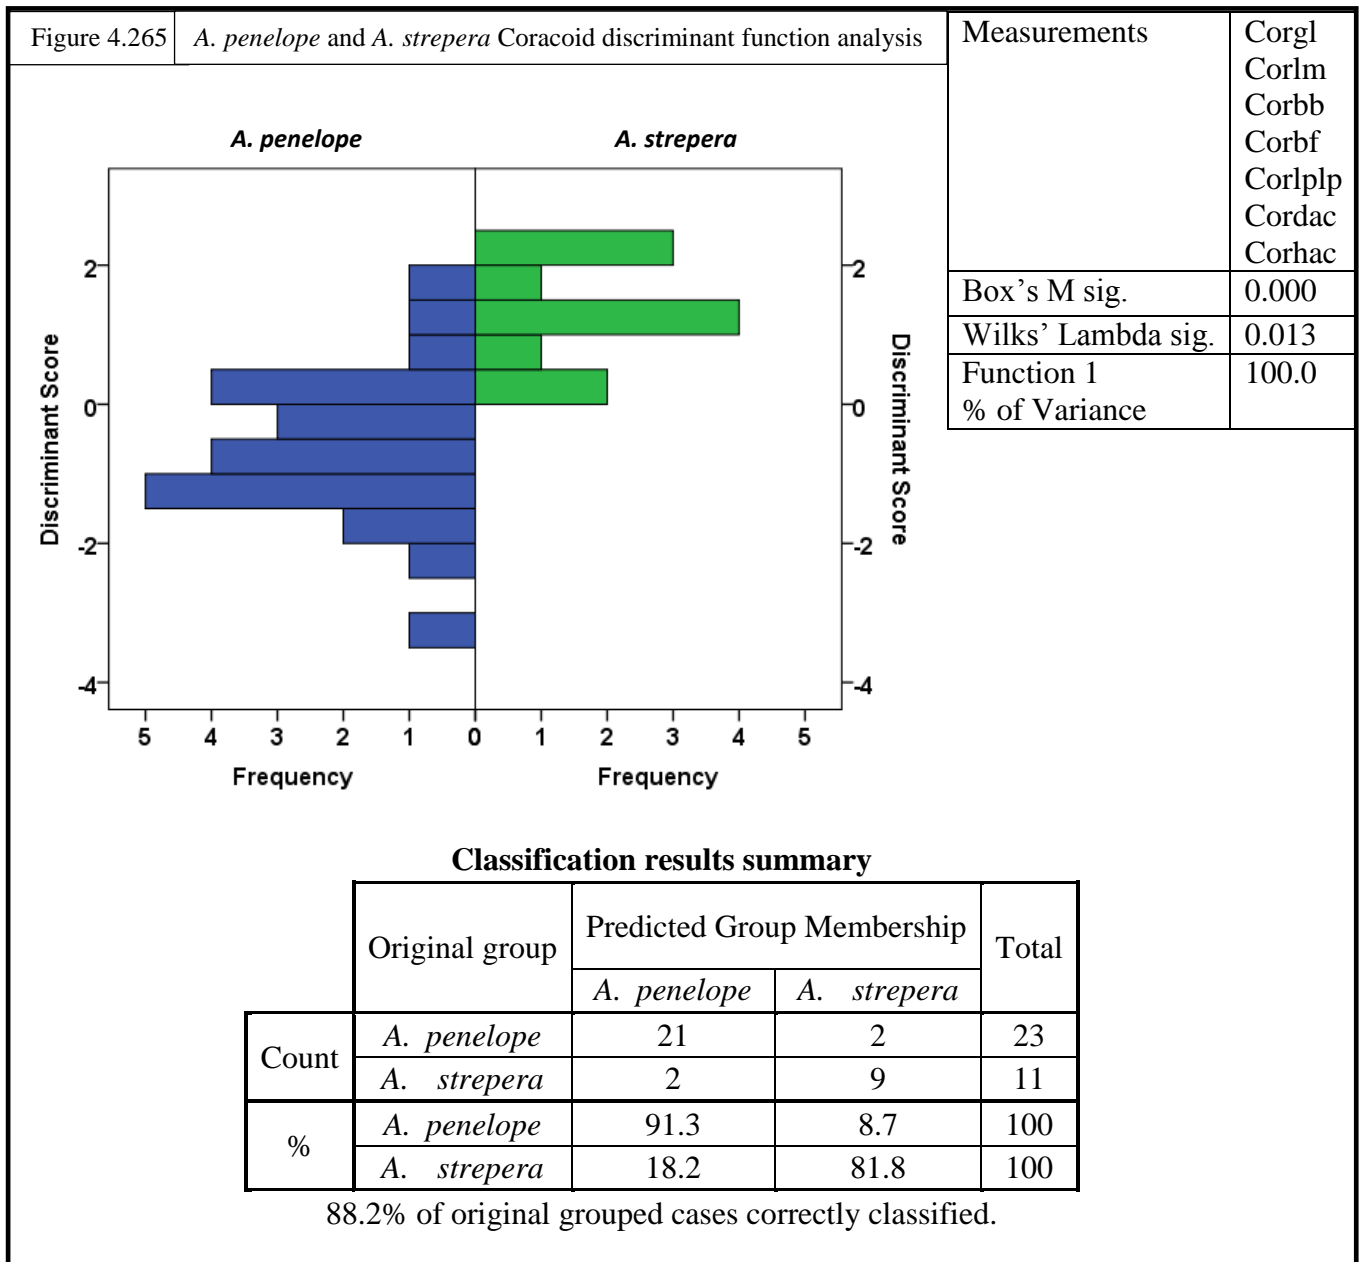 Figure 4.265 A. penelope and A. strepera Coracoid discriminant function analysis
Measurements Corgl
Corlm
Corbb
Corbf
Corlplp
Cordac
Corhac
Box's M sig. 0.000
Wilks' Lambda sig. 0.013
Function 1 100.0
% of Variance
A. penelope A. strepera
2 2
0 0
-2 -2
-4 -4
Discriminant Score
Discriminant Score
5 4 3 2 1 0 1 2 3 4 5
Frequency Frequency
Classification results summary
Original group Predicted Group Membership Total
A. penelope A. strepera
Count A. penelope 21 2 23
A. strepera 2 9 11
% A. penelope 91.3 8.7 100
A. strepera 18.2 81.8 100
88.2% of original grouped cases correctly classified.